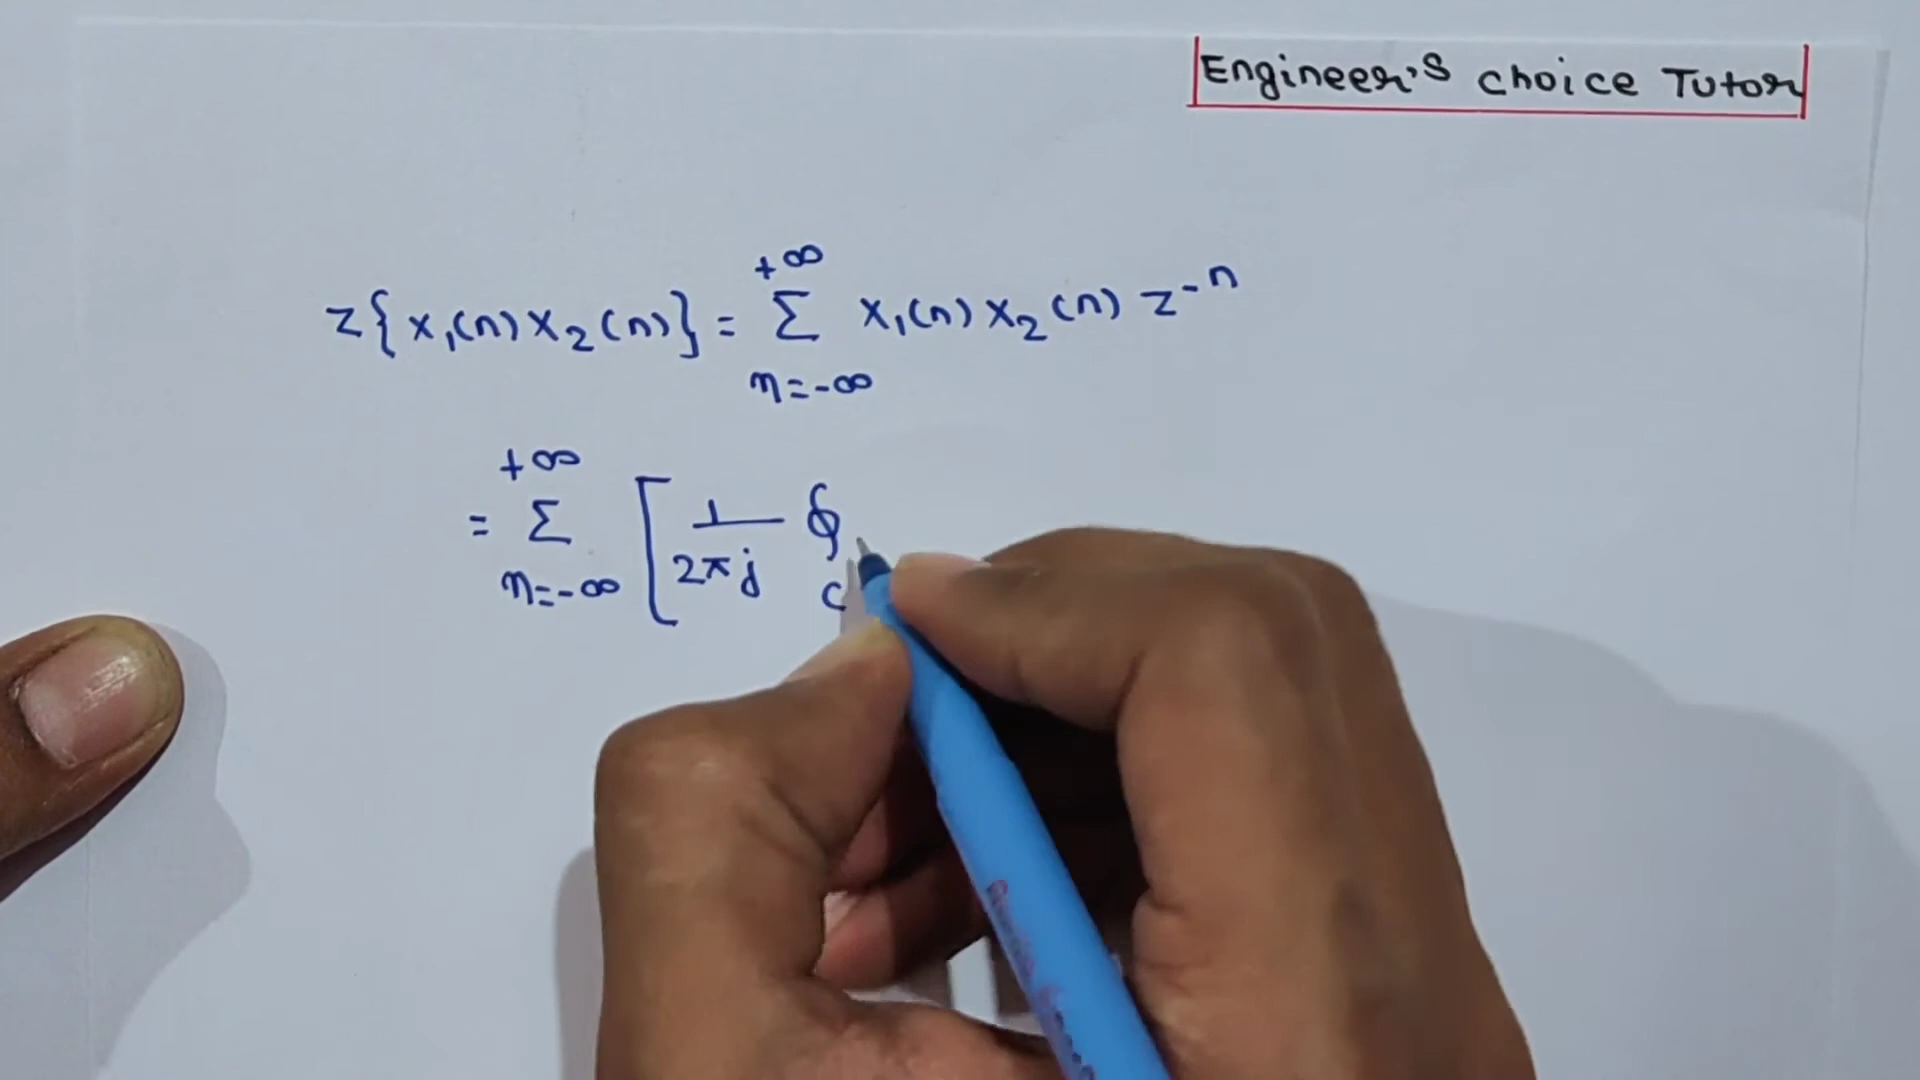 Engineer's choice Tutor
+∞
z{x₁(n)x₂(n)} = Σ x₁(n)x₂(n) z⁻ⁿ
n=-∞
+∞
= Σ [ 1/2πj ∮c
n=-∞